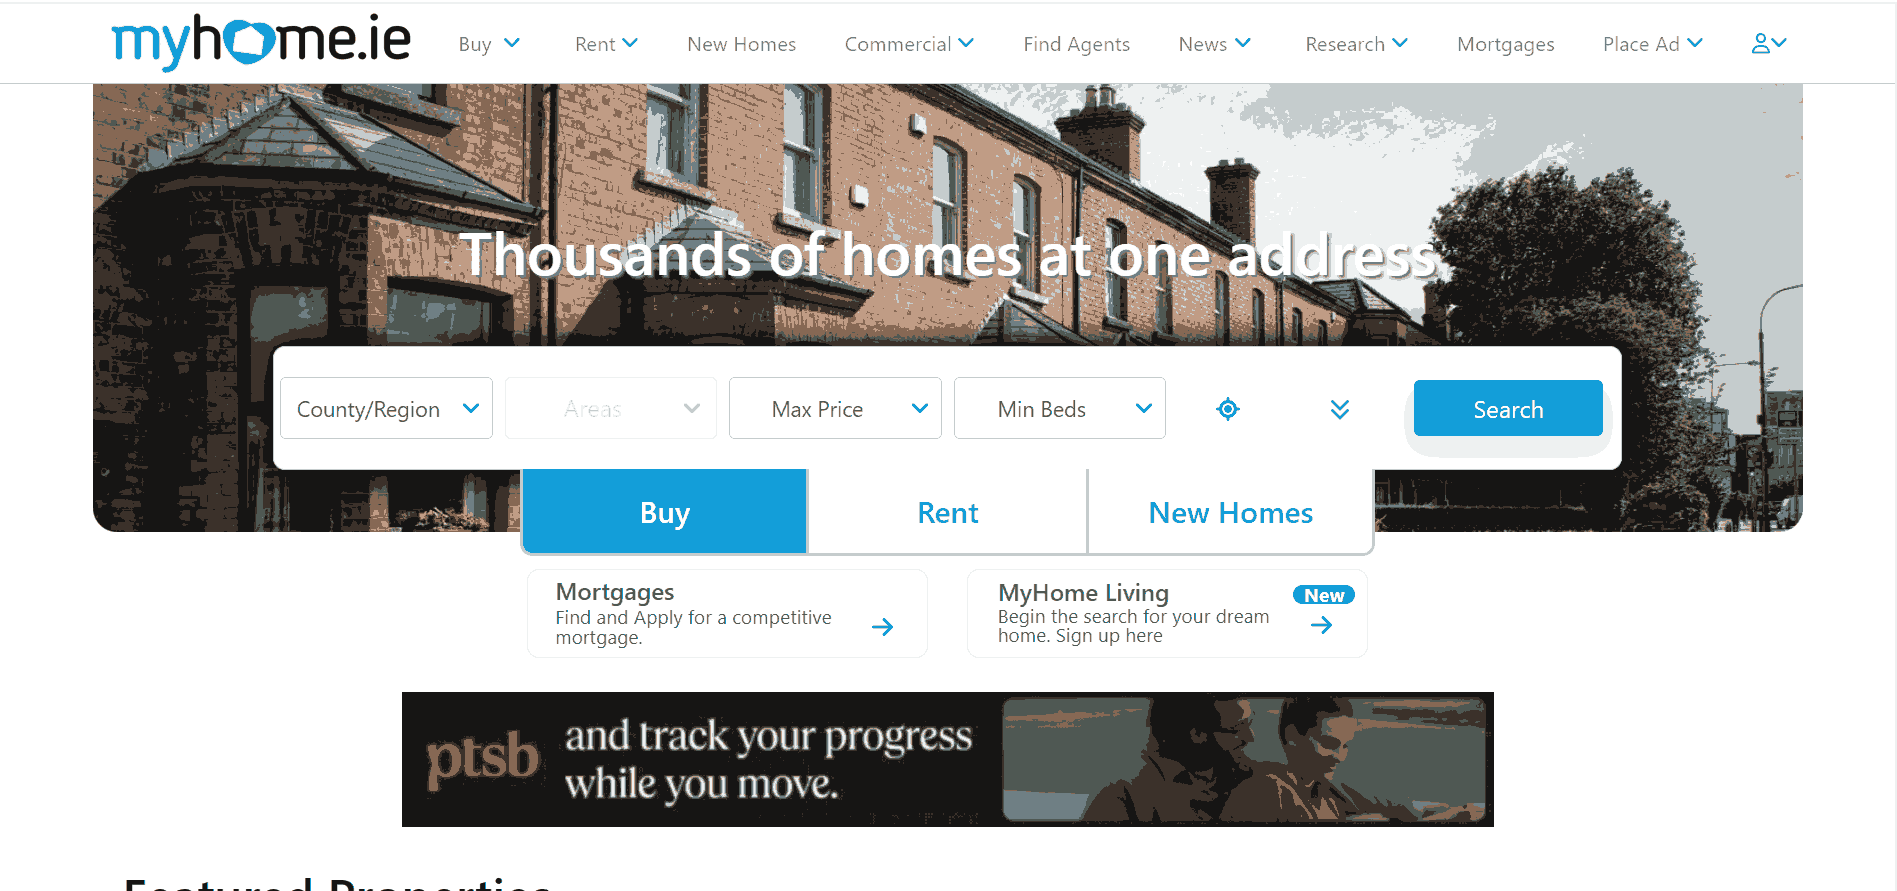 myhome.ie
Buy
Rent
New Homes
Commercial
Find Agents
News
Research
Mortgages
Place Ad
Thousands of homes at one address
County/Region
Areas
Max Price
Min Beds
Search
Buy
Rent
New Homes
Mortgages
Find and Apply for a competitive
mortgage.
MyHome Living
New
Begin the search for your dream
home. Sign up here
ptsb
and track your progress
while you move.
Featured Properties